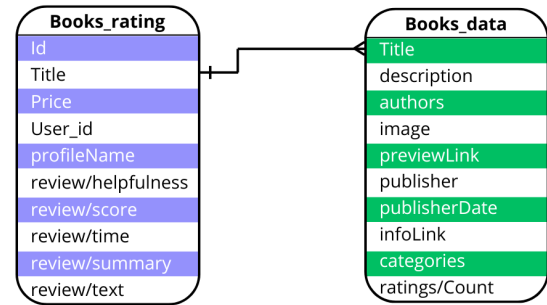 Books_rating
Id
Title
Price
User_id
profileName
review/helpfulness
review/score
review/time
review/summary
review/text
Books_data
Title
description
authors
image
previewLink
publisher
publisherDate
infoLink
categories
ratings/Count